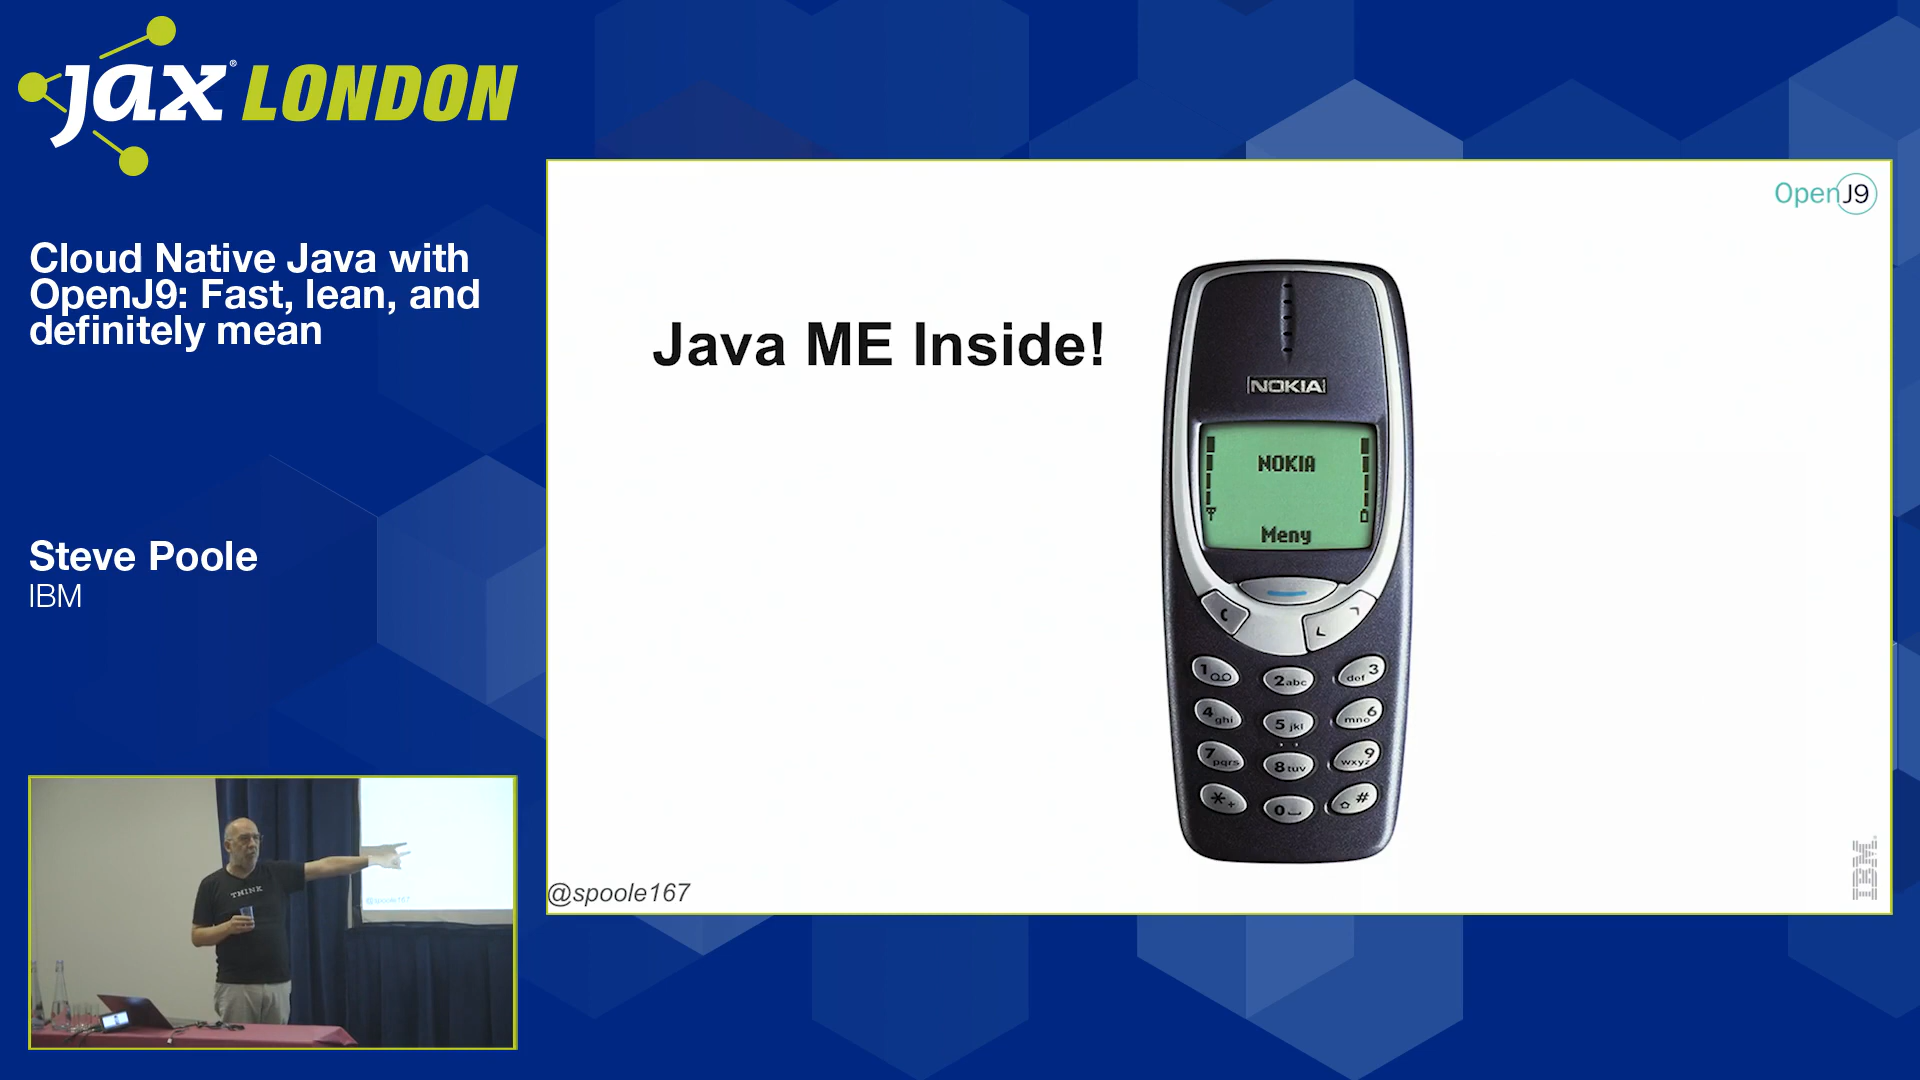 jax® LONDON
Cloud Native Java with
OpenJ9: Fast, lean, and
definitely mean
Steve Poole
IBM
OpenJ9
Java ME Inside!
NOKIA
NOKIA
Meny
1
2abc
def 3
4 ghi
5 jkl
mno 6
7 pqrs
8 tuv
wxyz 9
* +
0
#
@spoole167
IBM
THINK
@spoole167